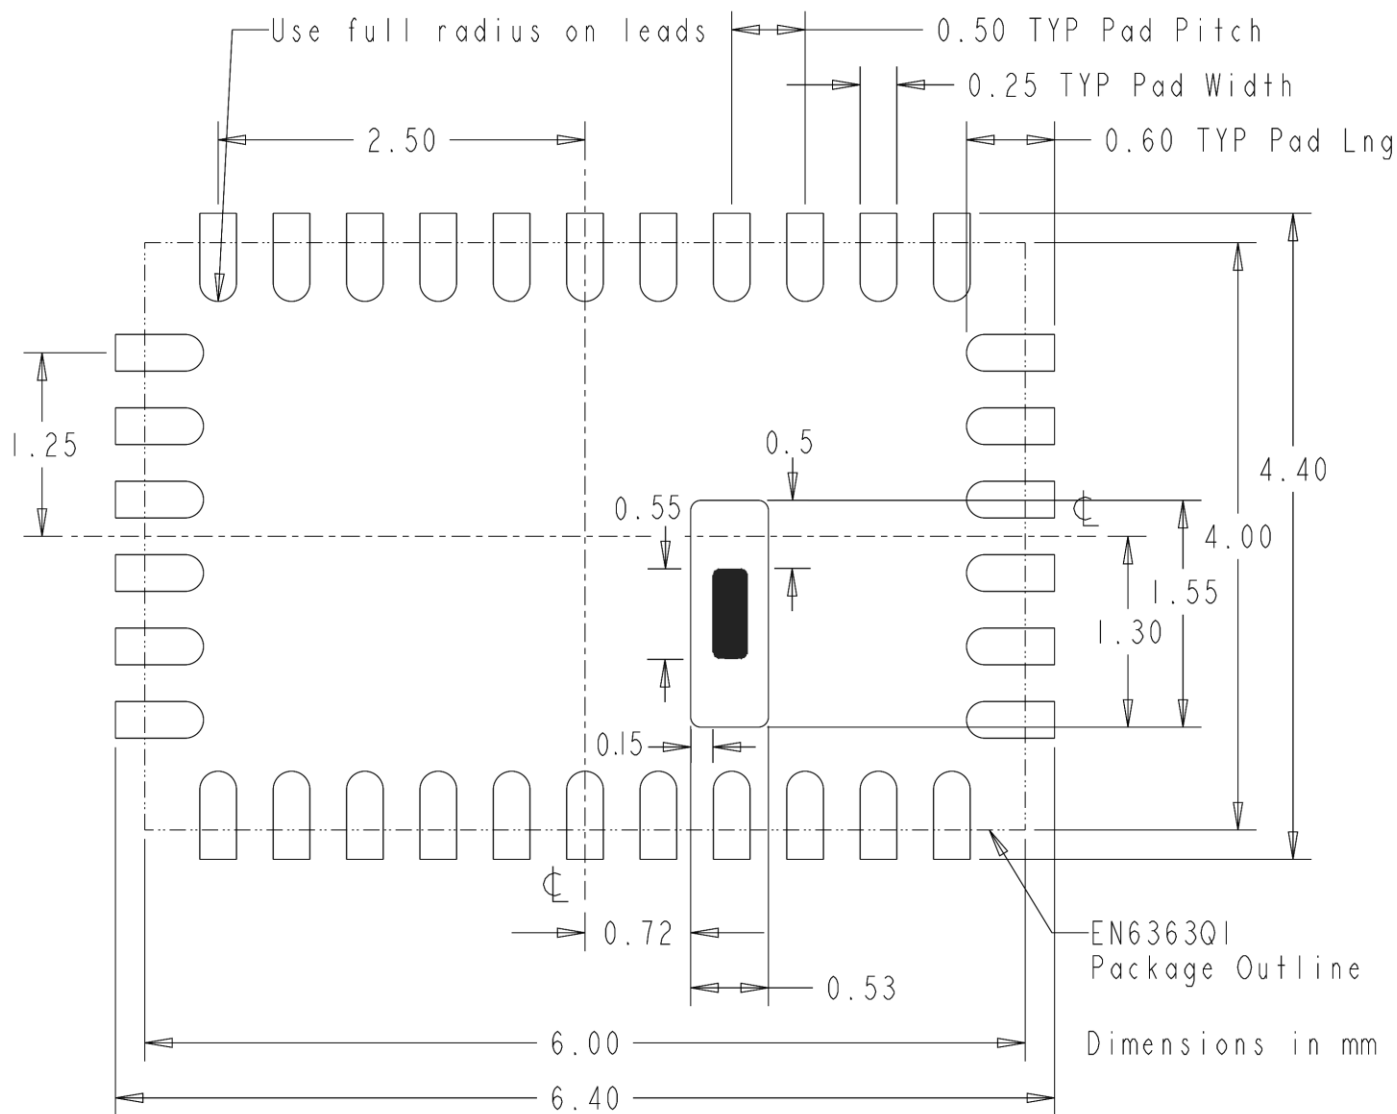 Use full radius on leads
0.50 TYP Pad Pitch
0.25 TYP Pad Width
2.50
0.60 TYP Pad Lng
1.25
0.5
4.40
0.55
℄
4.00
1.55
1.30
0.15
℄
0.72
EN6363QI
Package Outline
0.53
6.00
Dimensions in mm
6.40